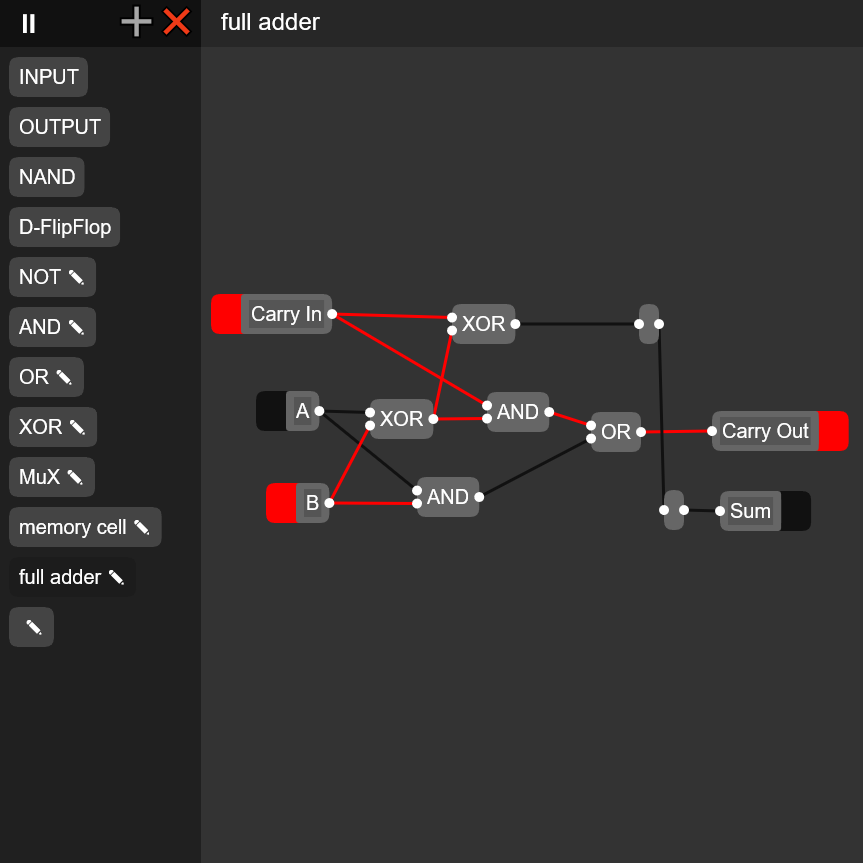 full adder
INPUT
OUTPUT
NAND
D-FlipFlop
NOT
AND
OR
XOR
MuX
memory cell
full adder
Carry In
XOR
A
XOR
AND
OR
Carry Out
B
AND
Sum